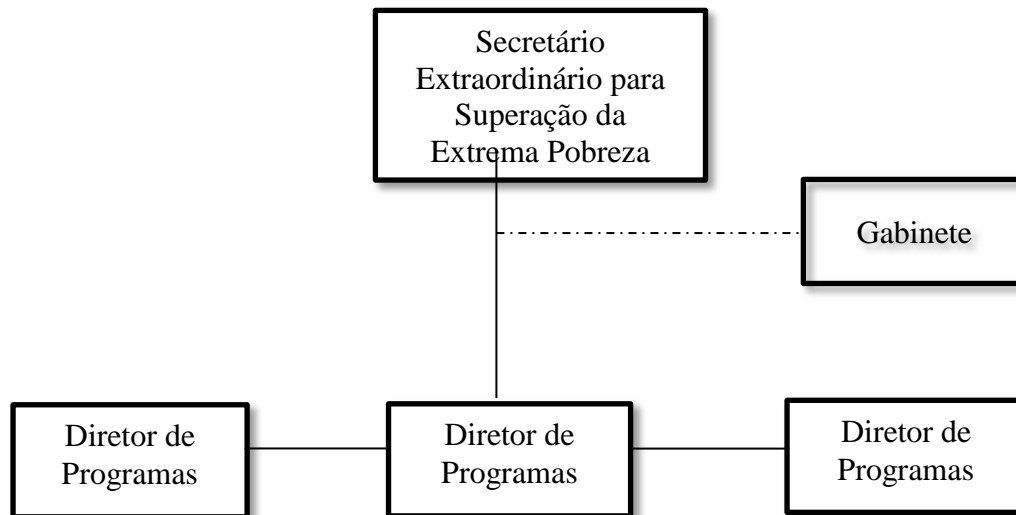 Secretário
Extraordinário para
Superação da
Extrema Pobreza
Gabinete
Diretor de
Programas
Diretor de
Programas
Diretor de
Programas